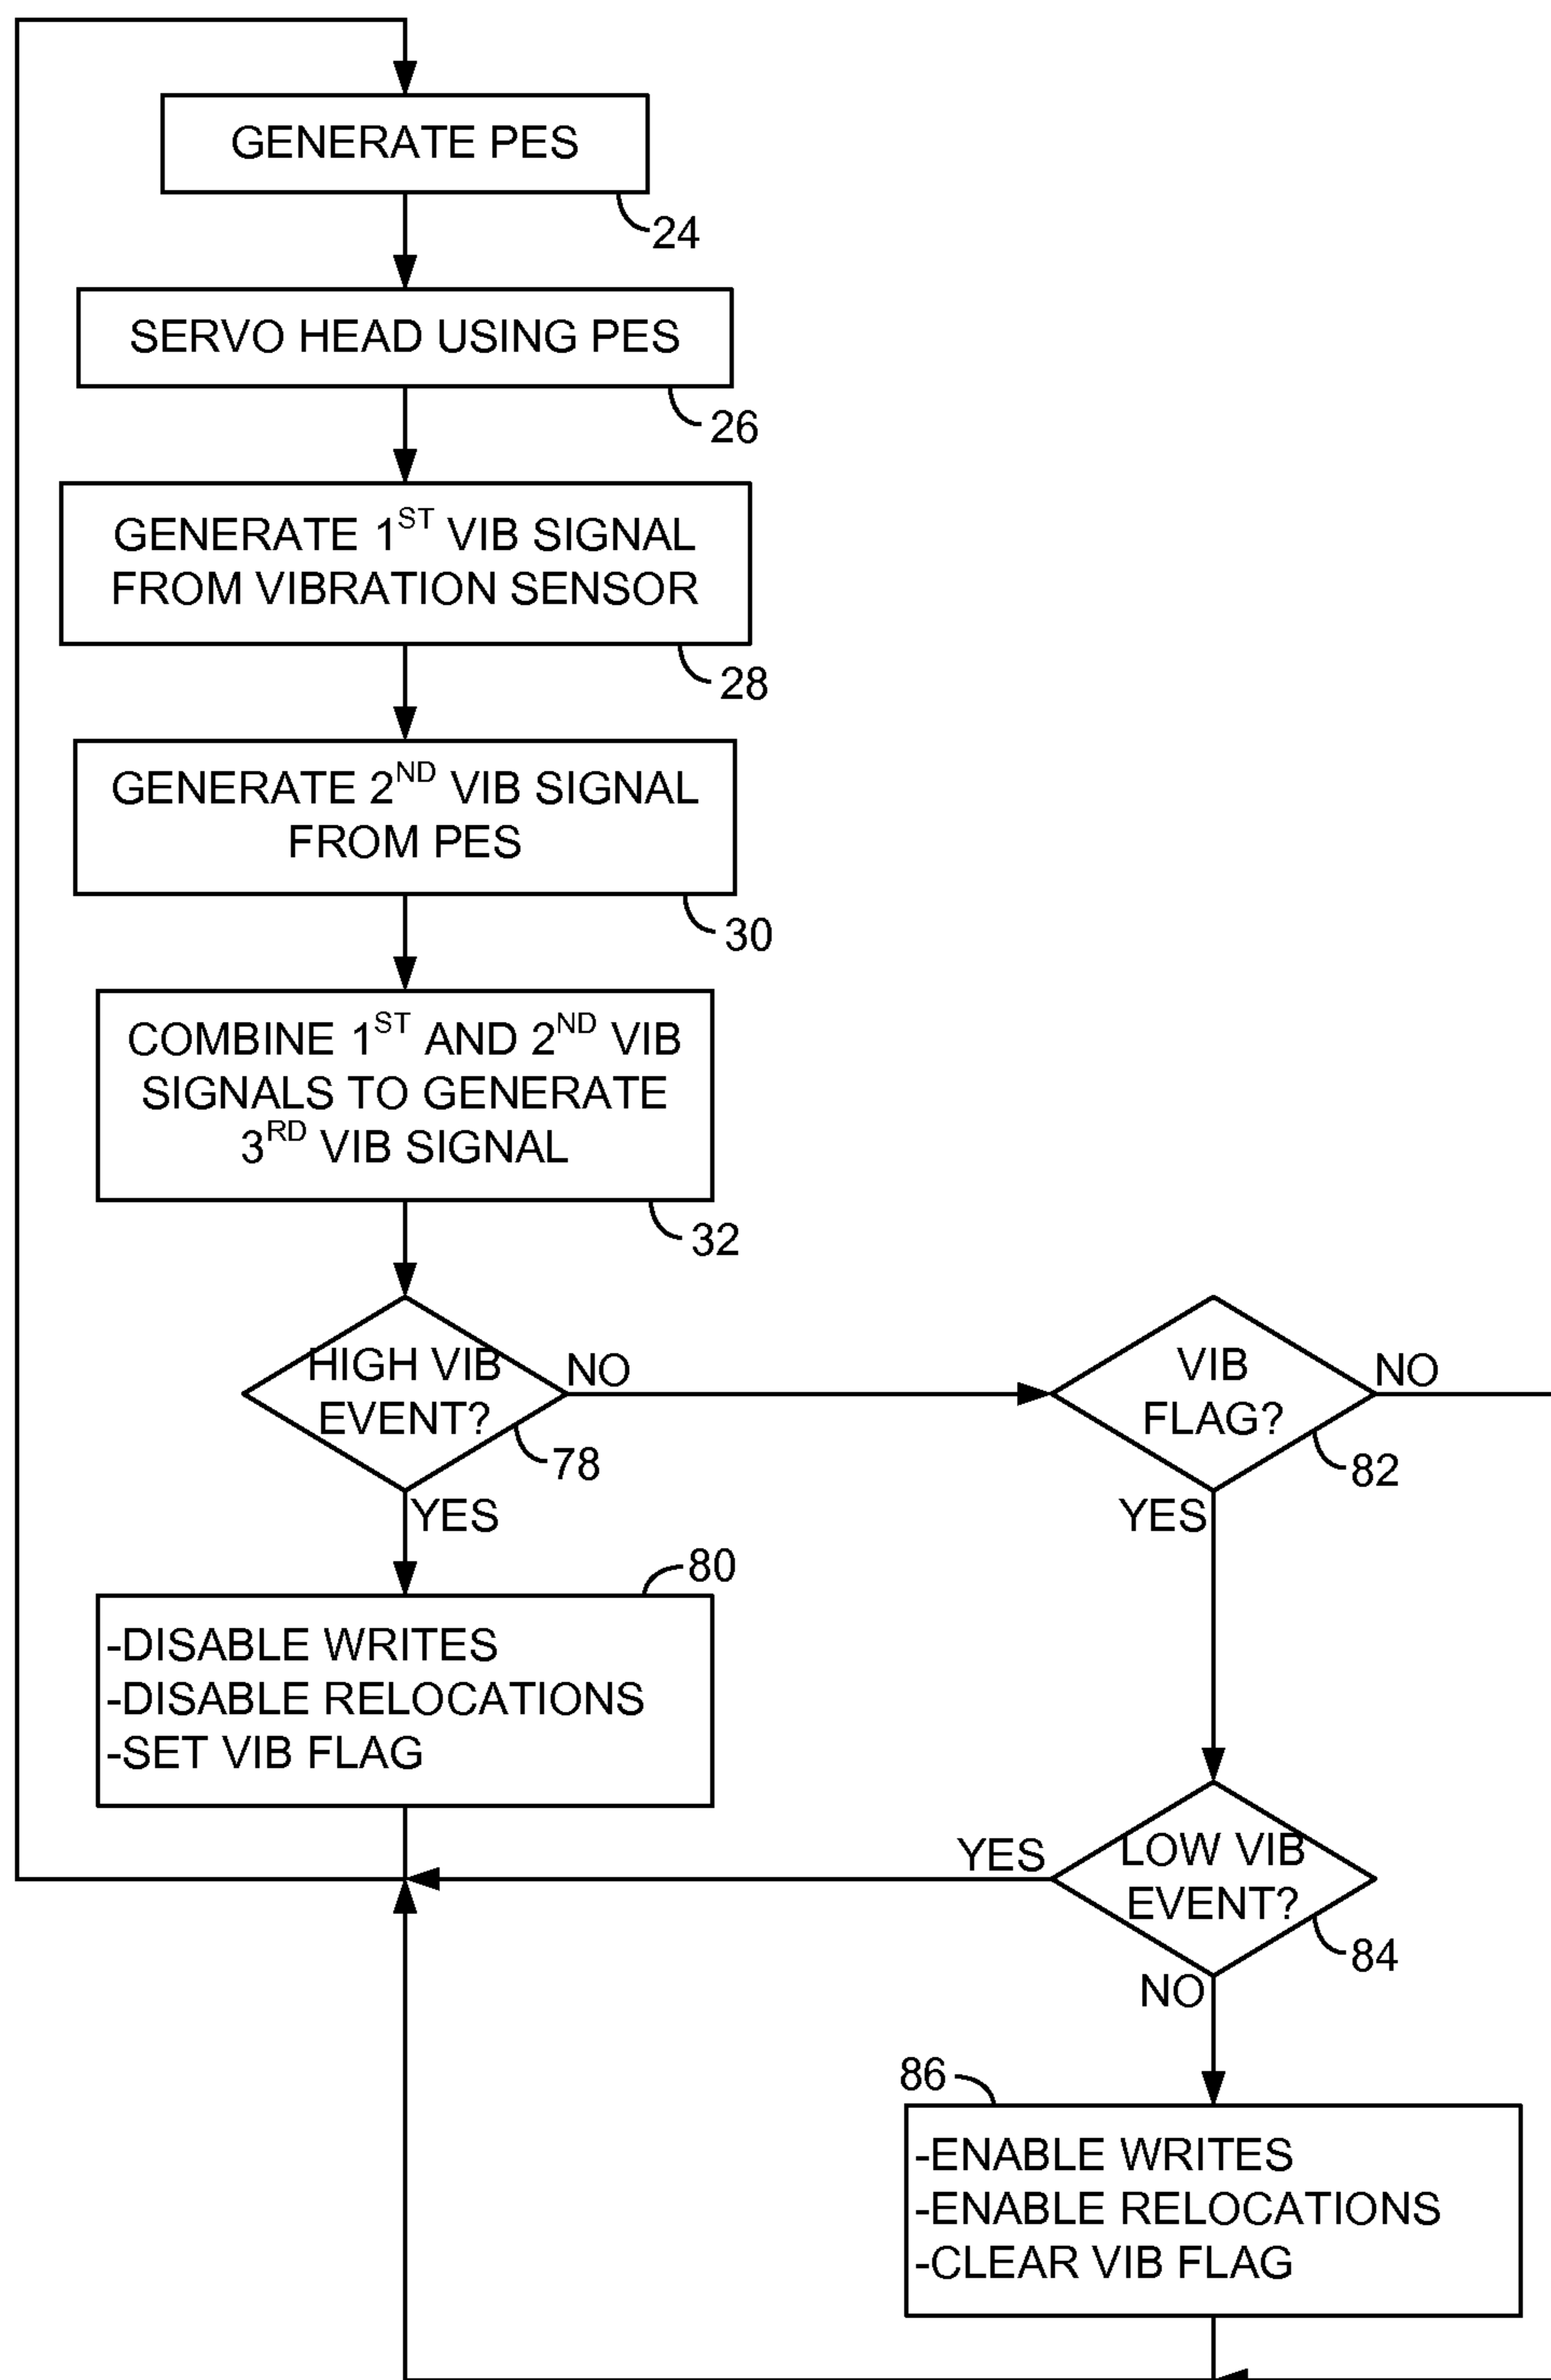 GENERATE PES
24
SERVO HEAD USING PES
26
GENERATE 1ST VIB SIGNAL
FROM VIBRATION SENSOR
28
GENERATE 2ND VIB SIGNAL
FROM PES
30
COMBINE 1ST AND 2ND VIB
SIGNALS TO GENERATE
3RD VIB SIGNAL
32
HIGH VIB
EVENT?
NO
78
YES
VIB
FLAG?
NO
82
YES
80
-DISABLE WRITES
-DISABLE RELOCATIONS
-SET VIB FLAG
LOW VIB
EVENT?
YES
84
NO
86
-ENABLE WRITES
-ENABLE RELOCATIONS
-CLEAR VIB FLAG